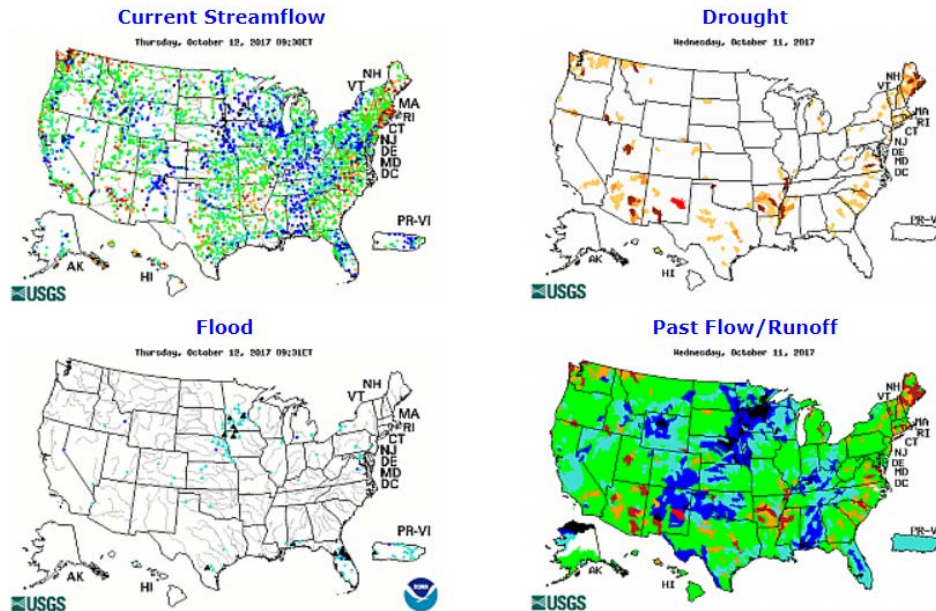 Current Streamflow
Thursday, October 12, 2017 09:30ET
NH
VT
MA
RI
CT
NJ
DE
MD
DC
PR-VI
AK
HI
USGS
Drought
Wednesday, October 11, 2017
NH
VT
MA
RI
CT
NJ
DE
MD
DC
PR-V
AK
HI
USGS
Flood
Thursday, October 12, 2017 09:31ET
NH
VT
MA
RI
CT
NJ
DE
MD
DC
PR-VI
AK
HI
USGS
NOAA
Past Flow/Runoff
Wednesday, October 11, 2017
NH
VT
MA
RI
CT
NJ
DE
MD
DC
PR-V
AK
HI
USGS